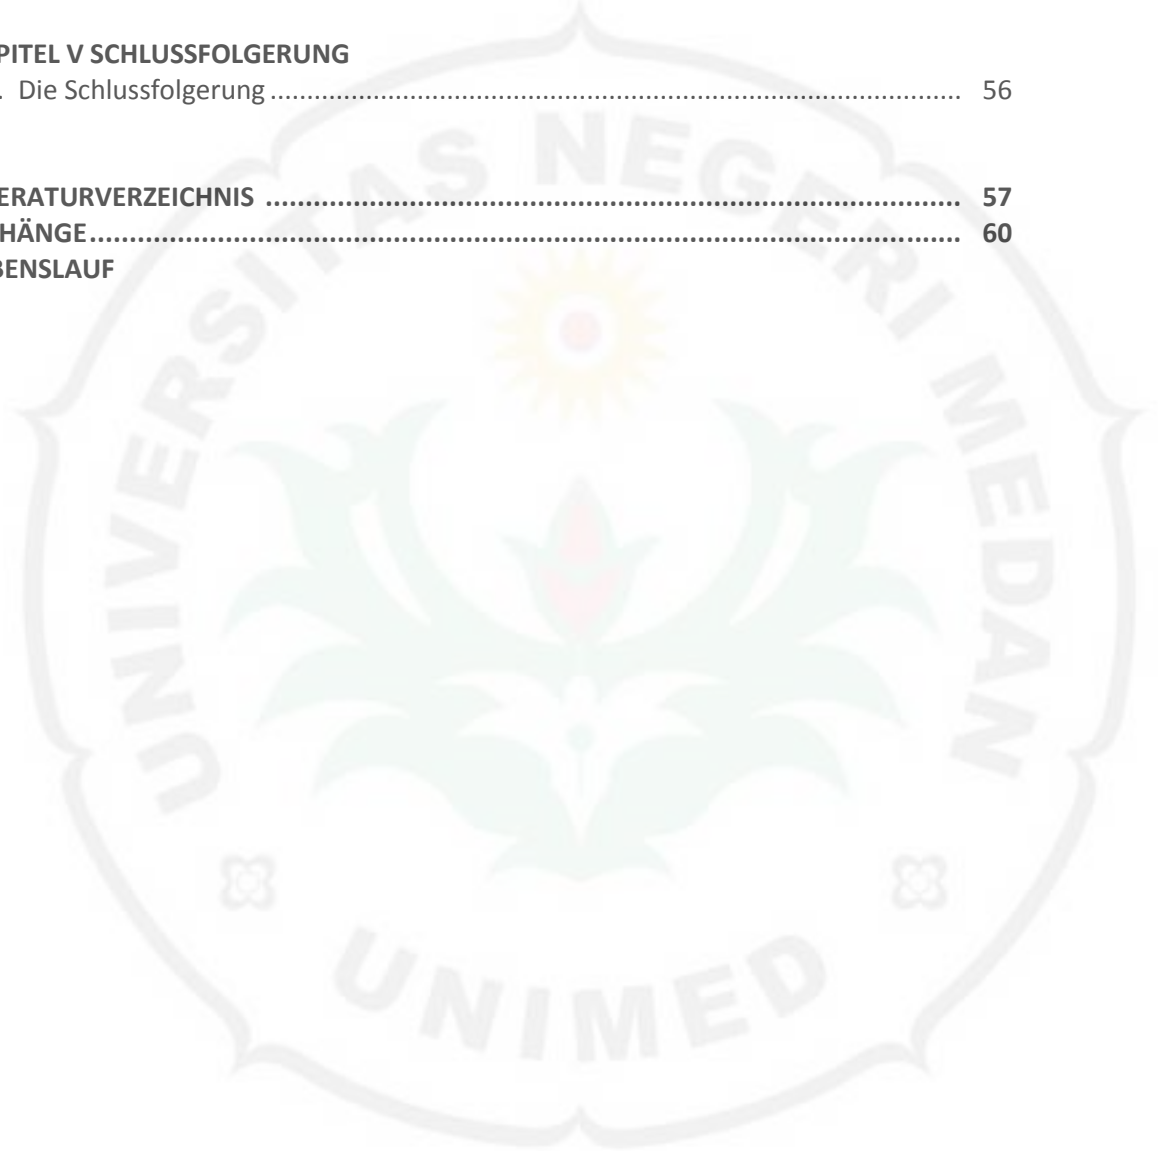 PITEL V SCHLUSSFOLGERUNG
. Die Schlussfolgerung ............................................................................... 56
ERATURVERZEICHNIS ...................................................................................... 57
HÄNGE............................................................................................................ 60
BENSLAUF
UNIVERSITAS NEGERI MEDAN
UNIMED